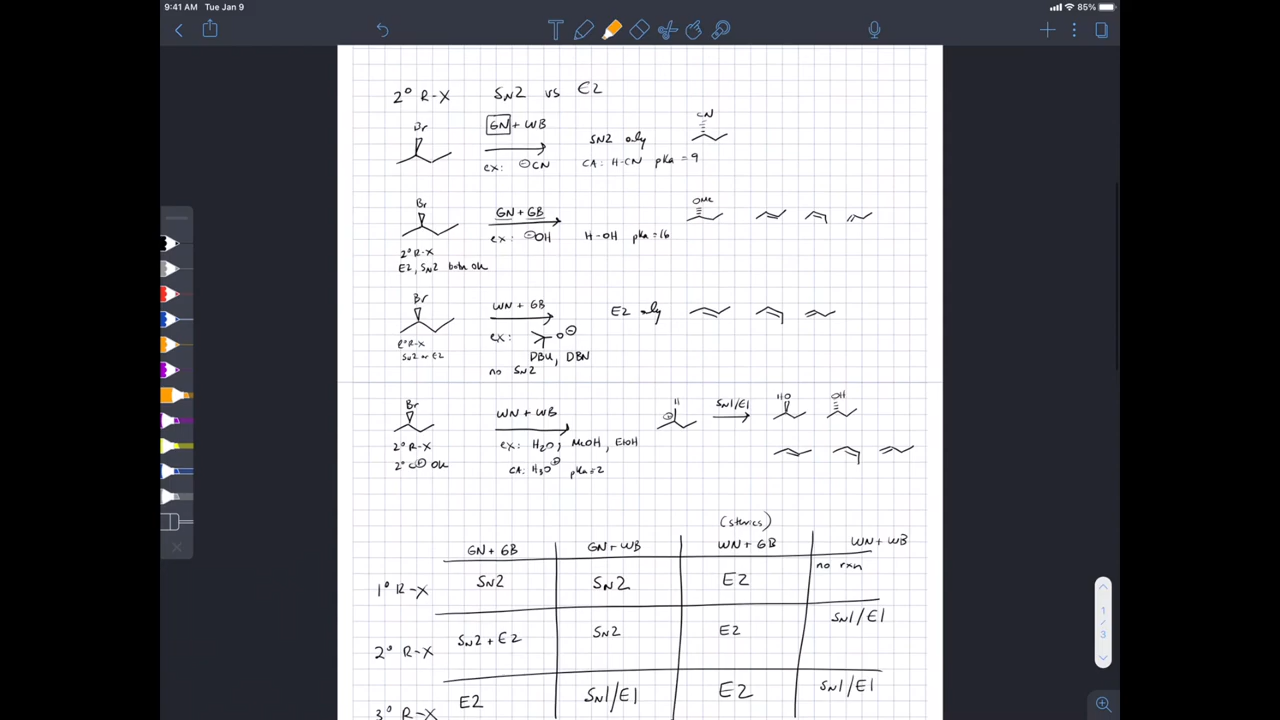 9:41 AM Tue Jan 9
85%
2° R-X SN2 vs E2
Br GN + WB SN2 only CN
ex: ⊖CN CA: H-CN pKa = 9
Br GN + GB OMe
ex: ⊖OH H-OH pKa = 16
2° R-X
E2, SN2 both ok
Br WN + GB E2 only
ex: O⊖
2° R-X
SN2 or E2 DBU, DBN
no SN2
Br WN + WB ⊕ H SN1/E1 HO OH
ex: H2O, MeOH, EtOH
2° R-X
2° C⊕ OK CA: H3O⊕ pKa = -2
(sterics)
GN + GB GN + WB WN + GB WN + WB
1° R-X SN2 SN2 E2 no rxn
2° R-X SN2 + E2 SN2 E2 SN1/E1
3° R-X E2 SN1/E1 E2 SN1/E1
1
/
3